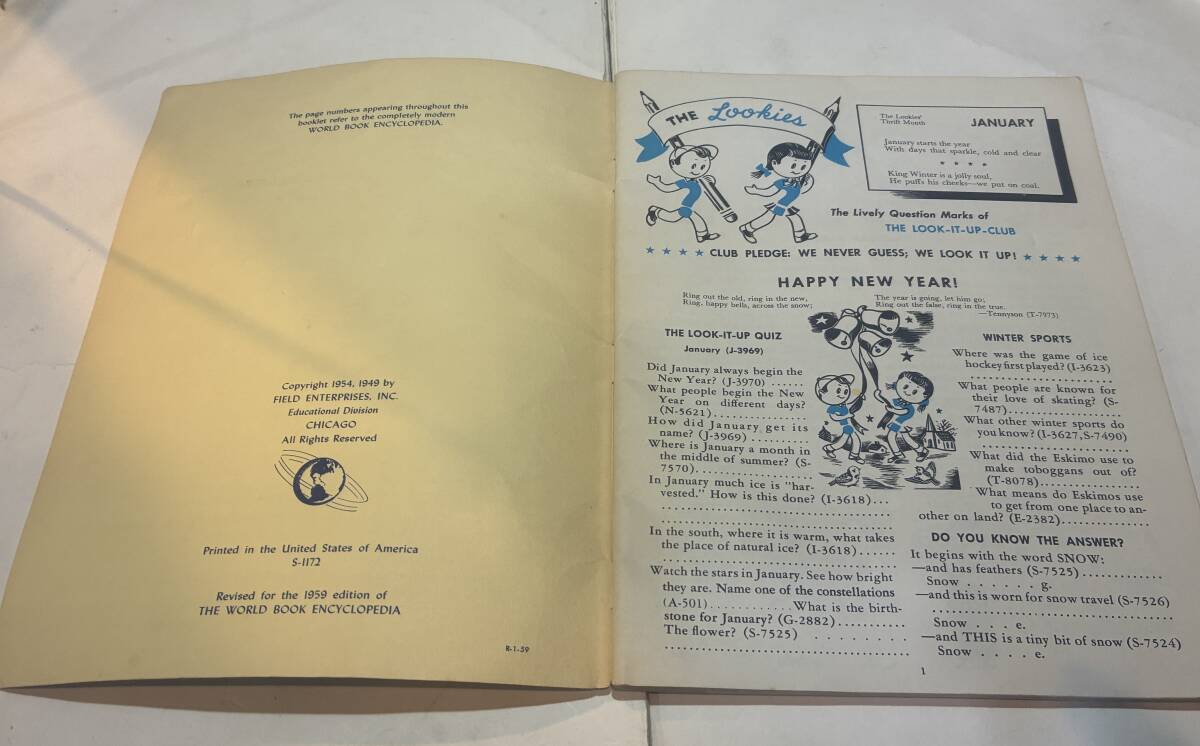 The page numbers appearing throughout this
booklet refer to the completely modern
WORLD BOOK ENCYCLOPEDIA.
Copyright 1954, 1949 by
FIELD ENTERPRISES, INC.
Educational Division
CHICAGO
All Rights Reserved
Printed in the United States of America
S-1172
Revised for the 1959 edition of
THE WORLD BOOK ENCYCLOPEDIA
R-1-59
THE Lookies
The Lookies'
Thrift Month
JANUARY
January starts the year
With days that sparkle, cold and clear
* * * *
King Winter is a jolly soul,
He puffs his cheeks—we put on coal.
The Lively Question Marks of
THE LOOK-IT-UP-CLUB
★ ★ ★ ★ CLUB PLEDGE: WE NEVER GUESS; WE LOOK IT UP! ★ ★ ★ ★
HAPPY NEW YEAR!
Ring out the old, ring in the new,
Ring, happy bells, across the snow;
The year is going, let him go;
Ring out the false, ring in the true.
—Tennyson (T-7973)
THE LOOK-IT-UP QUIZ
January (J-3969)
Did January always begin the
New Year? (J-3970) ......
What people begin the New
Year on different days?
(N-5621)................
How did January get its
name? (J-3969) ..........
Where is January a month in
the middle of summer? (S-
7570)...................
In January much ice is "har-
vested." How is this done? (I-3618)...
........................................
........................................
In the south, where it is warm, what takes
the place of natural ice? (I-3618)......
........................................
Watch the stars in January. See how bright
they are. Name one of the constellations
(A-501)............What is the birth-
stone for January? (G-2882)...........
The flower? (S-7525) . . . . . . . .
........................................
WINTER SPORTS
Where was the game of ice
hockey first played? (I-3623)
........................
What people are known for
their love of skating? (S-
7487)...................
What other winter sports do
you know? (I-3627,S-7490)
........................
What did the Eskimo use to
make toboggans out of?
(T-8078)................
What means do Eskimos use
to get from one place to an-
other on land? (E-2382)..............
DO YOU KNOW THE ANSWER?
It begins with the word SNOW:
—and has feathers (S-7525).............
Snow . . . . . . g.
—and this is worn for snow travel (S-7526)
........................................
Snow . . . e.
—and THIS is a tiny bit of snow (S-7524)
Snow . . . . e.
1